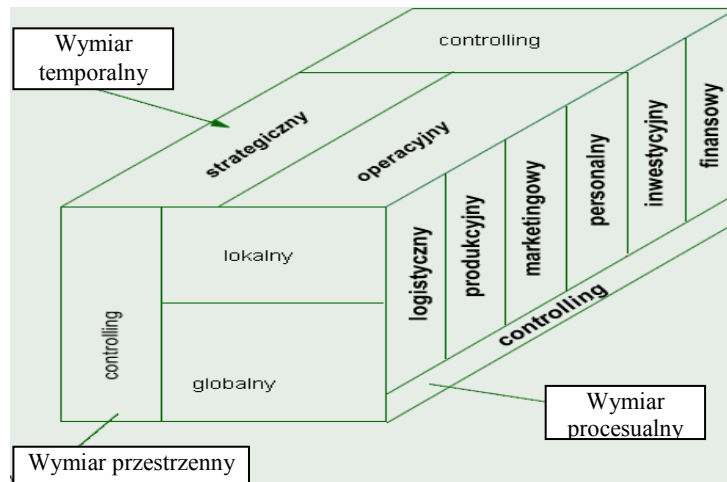 Wymiar
temporalny
controlling
strategiczny
operacyjny
logistyczny
produkcyjny
marketingowy
personalny
inwestycyjny
finansowy
controlling
controlling
lokalny
globalny
Wymiar
procesualny
Wymiar przestrzenny